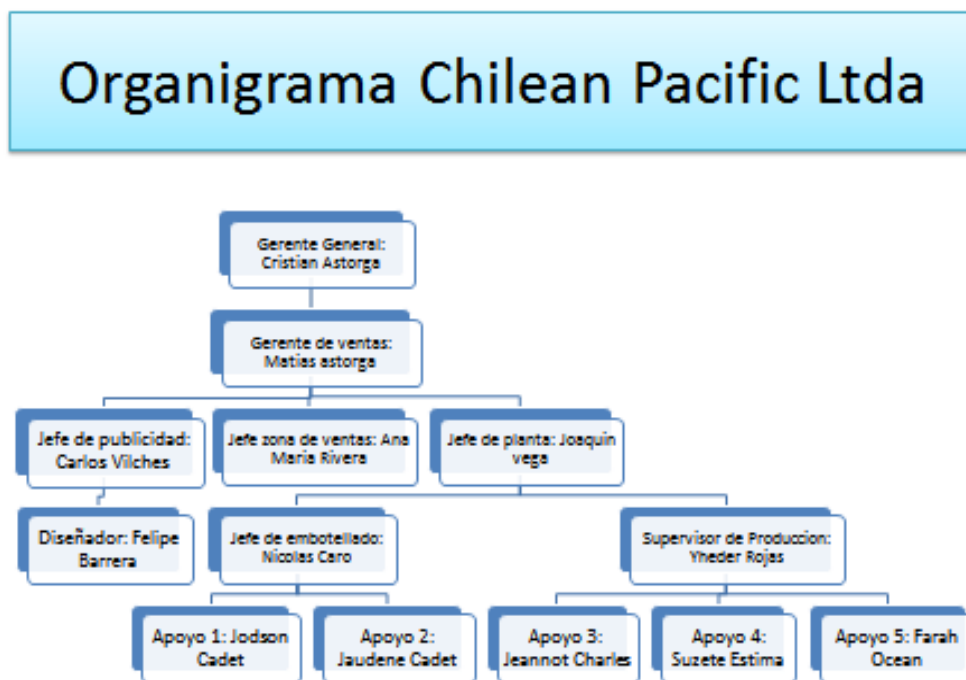 Organigrama Chilean Pacific Ltda
Gerente General:
Cristian Astorga
Gerente de ventas:
Matias astorga
Jefe de publicidad:
Carlos Vilches
Jefe zona de ventas: Ana
Maria Rivera
Jefe de planta: Joaquin
vega
Diseñador: Felipe
Barrera
Jefe de embotellado:
Nicolas Caro
Supervisor de Produccion:
Yheder Rojas
Apoyo 1: Jodson
Cadet
Apoyo 2:
Jaudene Cadet
Apoyo 3:
Jeannot Charles
Apoyo 4:
Suzete Estima
Apoyo 5: Farah
Ocean